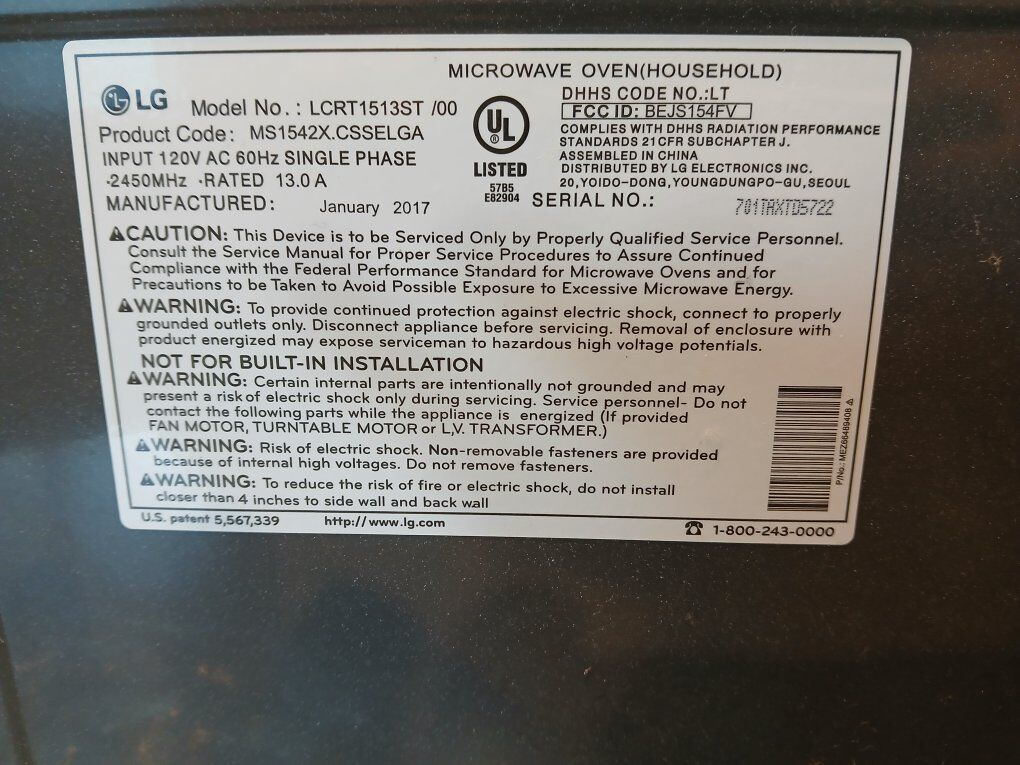 MICROWAVE OVEN(HOUSEHOLD)
LG
Model No. : LCRT1513ST /00
Product Code: MS1542X.CSSELGA
INPUT 120V AC 60Hz SINGLE PHASE
·2450MHz ·RATED 13.0 A
MANUFACTURED: January 2017
UL
®
LISTED
57B5
E82904
DHHS CODE NO.:LT
FCC ID: BEJS154FV
COMPLIES WITH DHHS RADIATION PERFORMANCE
STANDARDS 21CFR SUBCHAPTER J.
ASSEMBLED IN CHINA
DISTRIBUTED BY LG ELECTRONICS INC.
20,YOIDO-DONG,YOUNGDUNGPO-GU,SEOUL
SERIAL NO.: 701TAXTD5722
⚠CAUTION: This Device is to be Serviced Only by Properly Qualified Service Personnel.
Consult the Service Manual for Proper Service Procedures to Assure Continued
Compliance with the Federal Performance Standard for Microwave Ovens and for
Precautions to be Taken to Avoid Possible Exposure to Excessive Microwave Energy.
⚠WARNING: To provide continued protection against electric shock, connect to properly
grounded outlets only. Disconnect appliance before servicing. Removal of enclosure with
product energized may expose serviceman to hazardous high voltage potentials.
NOT FOR BUILT-IN INSTALLATION
⚠WARNING: Certain internal parts are intentionally not grounded and may
present a risk of electric shock only during servicing. Service personnel- Do not
contact the following parts while the appliance is energized (If provided
FAN MOTOR, TURNTABLE MOTOR or L,V. TRANSFORMER.)
⚠WARNING: Risk of electric shock. Non-removable fasteners are provided
because of internal high voltages. Do not remove fasteners.
⚠WARNING: To reduce the risk of fire or electric shock, do not install
closer than 4 inches to side wall and back wall
P/No.: MEZ66489408 ⚠
U.S. patent 5,567,339 http://www.lg.com ☎ 1-800-243-0000